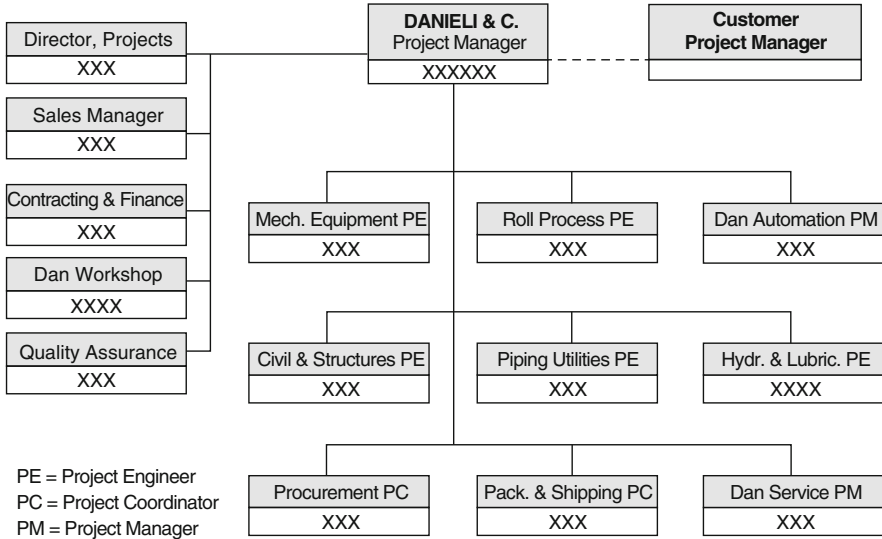 Director, Projects
XXX
Sales Manager
XXX
Contracting & Finance
XXX
Dan Workshop
XXXX
Quality Assurance
XXX
DANIELI & C.
Project Manager
XXXXXX
Customer
Project Manager
Mech. Equipment PE
XXX
Roll Process PE
XXX
Dan Automation PM
XXX
Civil & Structures PE
XXX
Piping Utilities PE
XXX
Hydr. & Lubric. PE
XXXX
Procurement PC
XXX
Pack. & Shipping PC
XXX
Dan Service PM
XXX
PE = Project Engineer
PC = Project Coordinator
PM = Project Manager